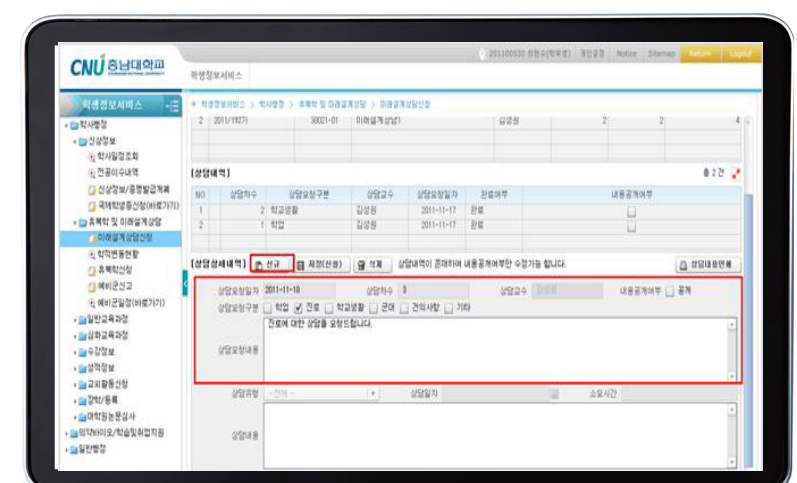 CNU 충남대학교
201100530 최현수(학부생) 개인설정 Notice Sitemap Return Logout
학생정보서비스
학생정보서비스
학생정보서비스 > 학사행정 > 휴복학 및 미래설계상담 > 미래설계상담신청
학사행정
신상정보
학사일정조회
전공이수내역
신상정보/증명발급개폐
국제학생증신청(바로가기)
휴복학 및 미래설계상담
미래설계상담신청
학적변동현황
휴복학신청
예비군신고
예비군일정(바로가기)
일반교육과정
심화교육과정
수강정보
성적정보
교외활동신청
장학/등록
대학원논문심사
의약바이오/학습및취업지원
일반행정
2 30021-01 미래설계상담1 김성원 2 2 4
[상담내역] 총 2 건
NO 상담차수 상담요청구분 상담교수 상담요청일자 완료여부 내용공개여부
1 2 학교생활 김성원 2011-11-17 완료
2 1 학업 김성원 2011-11-17 완료
[상담상세내역] 신규 저장(신청) 삭제 상담내역이 존재하여 내용공개여부만 수정가능 합니다. 상담내용인쇄
상담요청일자 2011-11-18 상담차수 3 상담교수 김성원 내용공개여부 공개
상담요청구분 학업 진로 학교생활 군대 건의사항 기타
상담요청내용 진로에 대한 상담을 요청드립니다.
상담유형 - 전체 - 상담일자 소요시간
상담내용